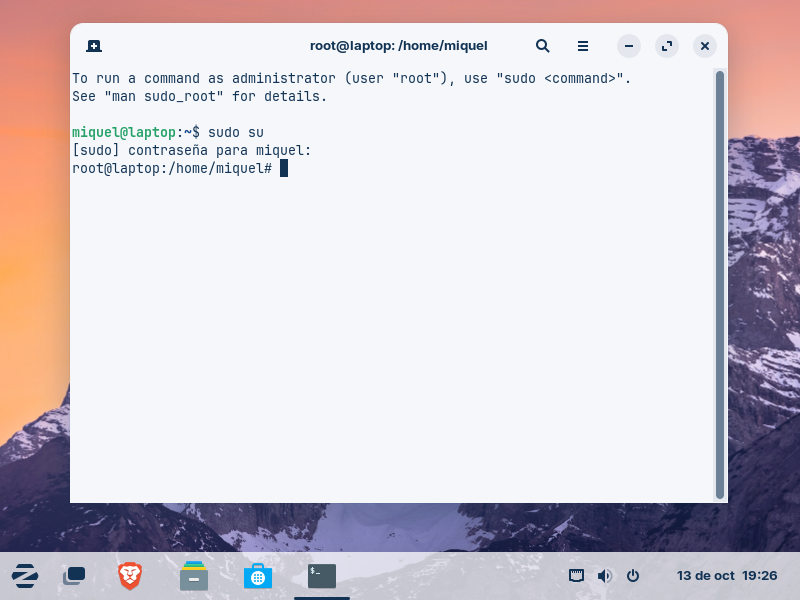 root@laptop: /home/miquel
To run a command as administrator (user "root"), use "sudo <command>".
See "man sudo_root" for details.
miquel@laptop:~$ sudo su
[sudo] contraseña para miquel:
root@laptop:/home/miquel#
$_
13 de oct 19:26